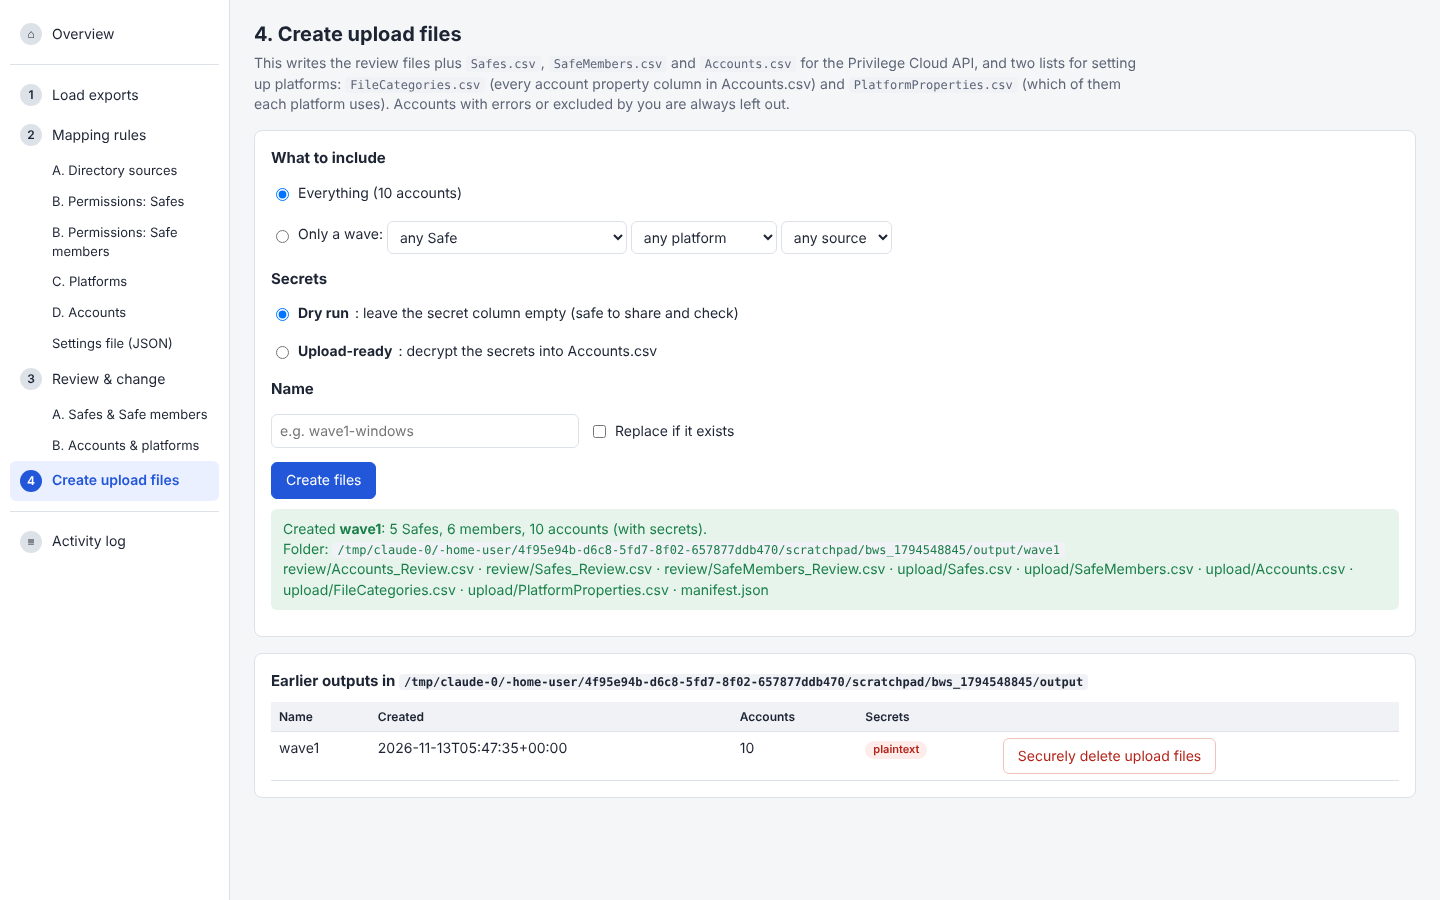 ⌂ Overview
1 Load exports
2 Mapping rules
A. Directory sources
B. Permissions: Safes
B. Permissions: Safe
members
C. Platforms
D. Accounts
Settings file (JSON)
3 Review & change
A. Safes & Safe members
B. Accounts & platforms
4 Create upload files
≡ Activity log
4. Create upload files
This writes the review files plus Safes.csv, SafeMembers.csv and Accounts.csv for the Privilege Cloud API, and two lists for setting
up platforms: FileCategories.csv (every account property column in Accounts.csv) and PlatformProperties.csv (which of them
each platform uses). Accounts with errors or excluded by you are always left out.
What to include
Everything (10 accounts)
Only a wave: any Safe any platform any source
Secrets
Dry run : leave the secret column empty (safe to share and check)
Upload-ready : decrypt the secrets into Accounts.csv
Name
e.g. wave1-windows Replace if it exists
Create files
Created wave1: 5 Safes, 6 members, 10 accounts (with secrets).
Folder: /tmp/claude-0/-home-user/4f95e94b-d6c8-5fd7-8f02-657877ddb470/scratchpad/bws_1794548845/output/wave1
review/Accounts_Review.csv · review/Safes_Review.csv · review/SafeMembers_Review.csv · upload/Safes.csv · upload/SafeMembers.csv · upload/Accounts.csv ·
upload/FileCategories.csv · upload/PlatformProperties.csv · manifest.json
Earlier outputs in /tmp/claude-0/-home-user/4f95e94b-d6c8-5fd7-8f02-657877ddb470/scratchpad/bws_1794548845/output
Name Created Accounts Secrets
wave1 2026-11-13T05:47:35+00:00 10 plaintext Securely delete upload files